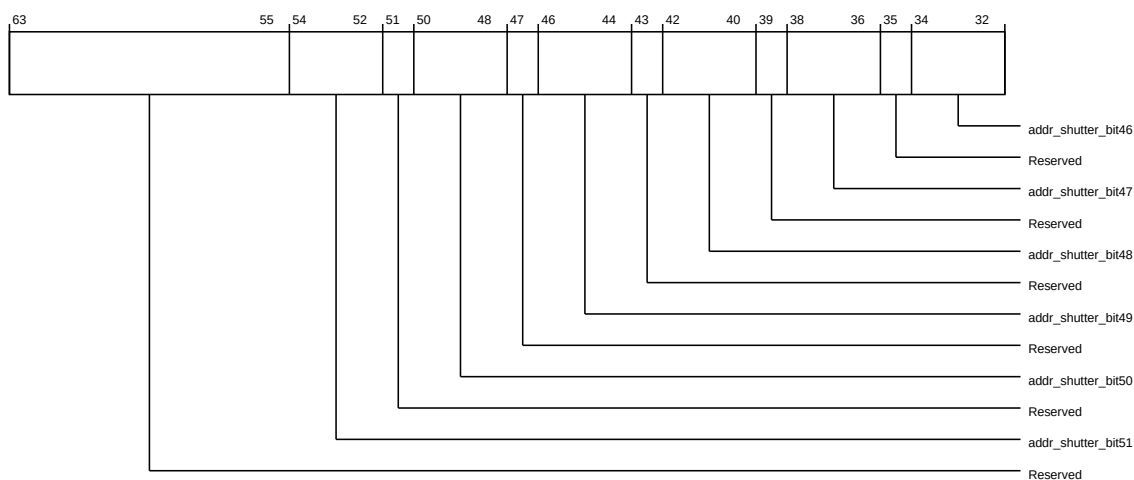 63 55 54 52 51 50 48 47 46 44 43 42 40 39 38 36 35 34 32
addr_shutter_bit46
Reserved
addr_shutter_bit47
Reserved
addr_shutter_bit48
Reserved
addr_shutter_bit49
Reserved
addr_shutter_bit50
Reserved
addr_shutter_bit51
Reserved